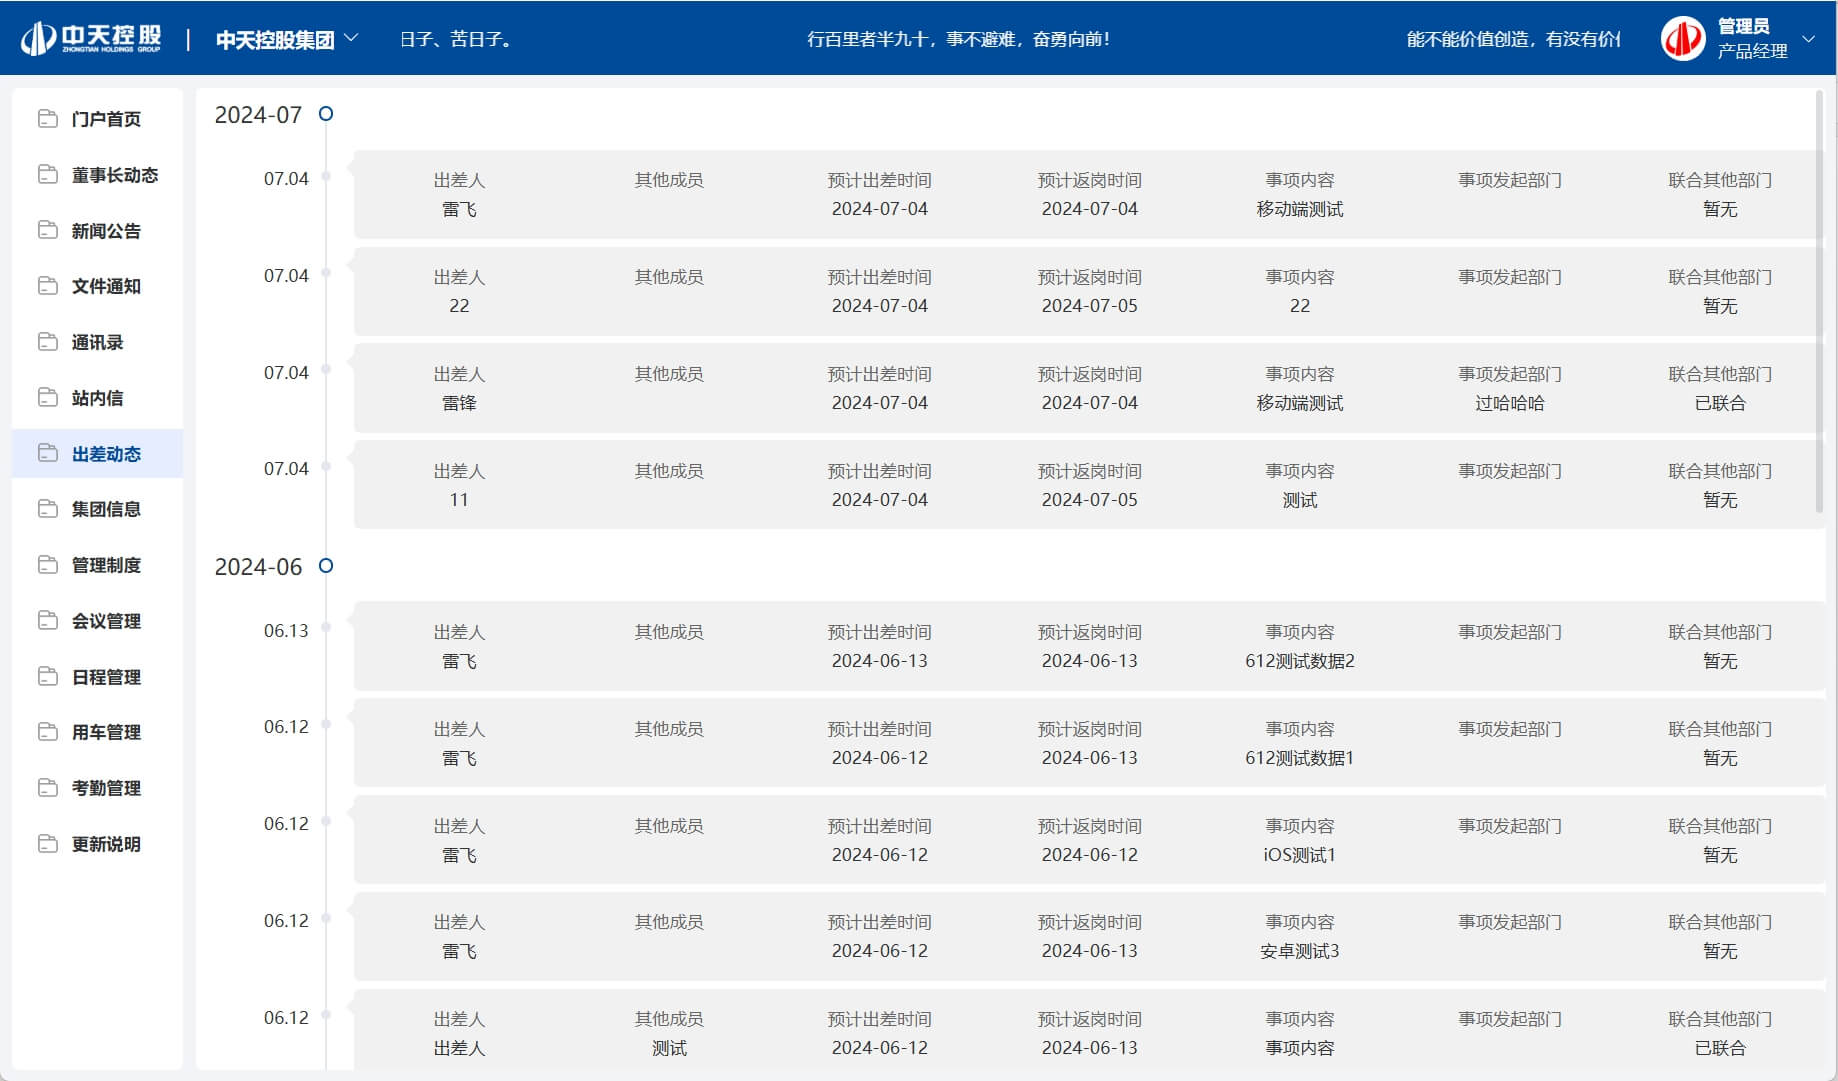 中天控股
ZHONGTIAN HOLDINGS GROUP
中天控股集团
日子、苦日子。
行百里者半九十，事不避难，奋勇向前！
能不能价值创造，有没有价
管理员
产品经理
门户首页
董事长动态
新闻公告
文件通知
通讯录
站内信
出差动态
集团信息
管理制度
会议管理
日程管理
用车管理
考勤管理
更新说明
2024-07
07.04
出差人 其他成员 预计出差时间 预计返岗时间 事项内容 事项发起部门 联合其他部门
雷飞 2024-07-04 2024-07-04 移动端测试 暂无
07.04
出差人 其他成员 预计出差时间 预计返岗时间 事项内容 事项发起部门 联合其他部门
22 2024-07-04 2024-07-05 22 暂无
07.04
出差人 其他成员 预计出差时间 预计返岗时间 事项内容 事项发起部门 联合其他部门
雷锋 2024-07-04 2024-07-04 移动端测试 过哈哈哈 已联合
07.04
出差人 其他成员 预计出差时间 预计返岗时间 事项内容 事项发起部门 联合其他部门
11 2024-07-04 2024-07-05 测试 暂无
2024-06
06.13
出差人 其他成员 预计出差时间 预计返岗时间 事项内容 事项发起部门 联合其他部门
雷飞 2024-06-13 2024-06-13 612测试数据2 暂无
06.12
出差人 其他成员 预计出差时间 预计返岗时间 事项内容 事项发起部门 联合其他部门
雷飞 2024-06-12 2024-06-13 612测试数据1 暂无
06.12
出差人 其他成员 预计出差时间 预计返岗时间 事项内容 事项发起部门 联合其他部门
雷飞 2024-06-12 2024-06-12 iOS测试1 暂无
06.12
出差人 其他成员 预计出差时间 预计返岗时间 事项内容 事项发起部门 联合其他部门
雷飞 2024-06-12 2024-06-13 安卓测试3 暂无
06.12
出差人 其他成员 预计出差时间 预计返岗时间 事项内容 事项发起部门 联合其他部门
出差人 测试 2024-06-12 2024-06-13 事项内容 已联合